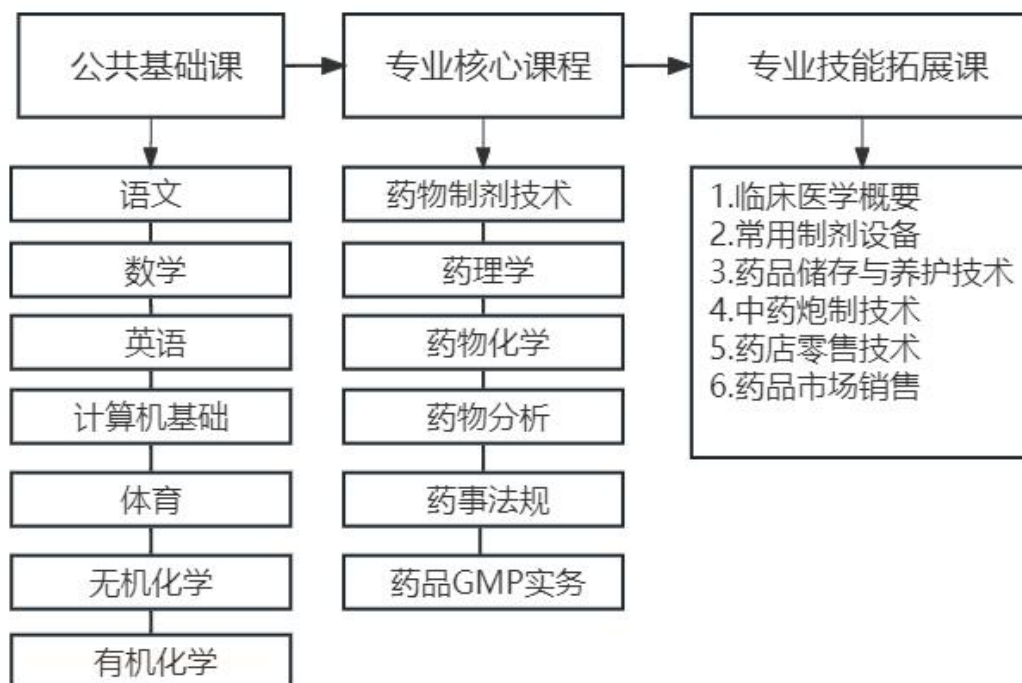 公共基础课
专业核心课程
专业技能拓展课
语文
数学
英语
计算机基础
体育
无机化学
有机化学
药物制剂技术
药理学
药物化学
药物分析
药事法规
药品GMP实务
1.临床医学概要
2.常用制剂设备
3.药品储存与养护技术
4.中药炮制技术
5.药店零售技术
6.药品市场销售